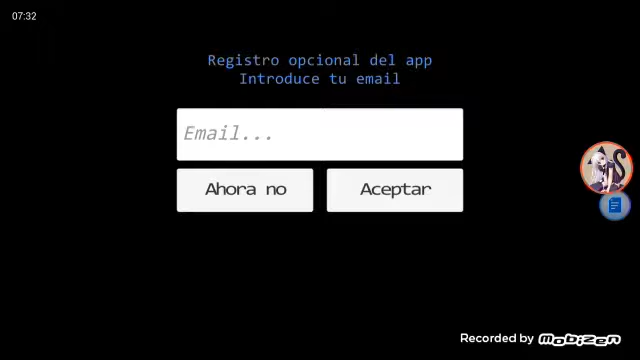 07:32
Registro opcional del app
Introduce tu email
Email...
Ahora no
Aceptar
Recorded by Mobizen